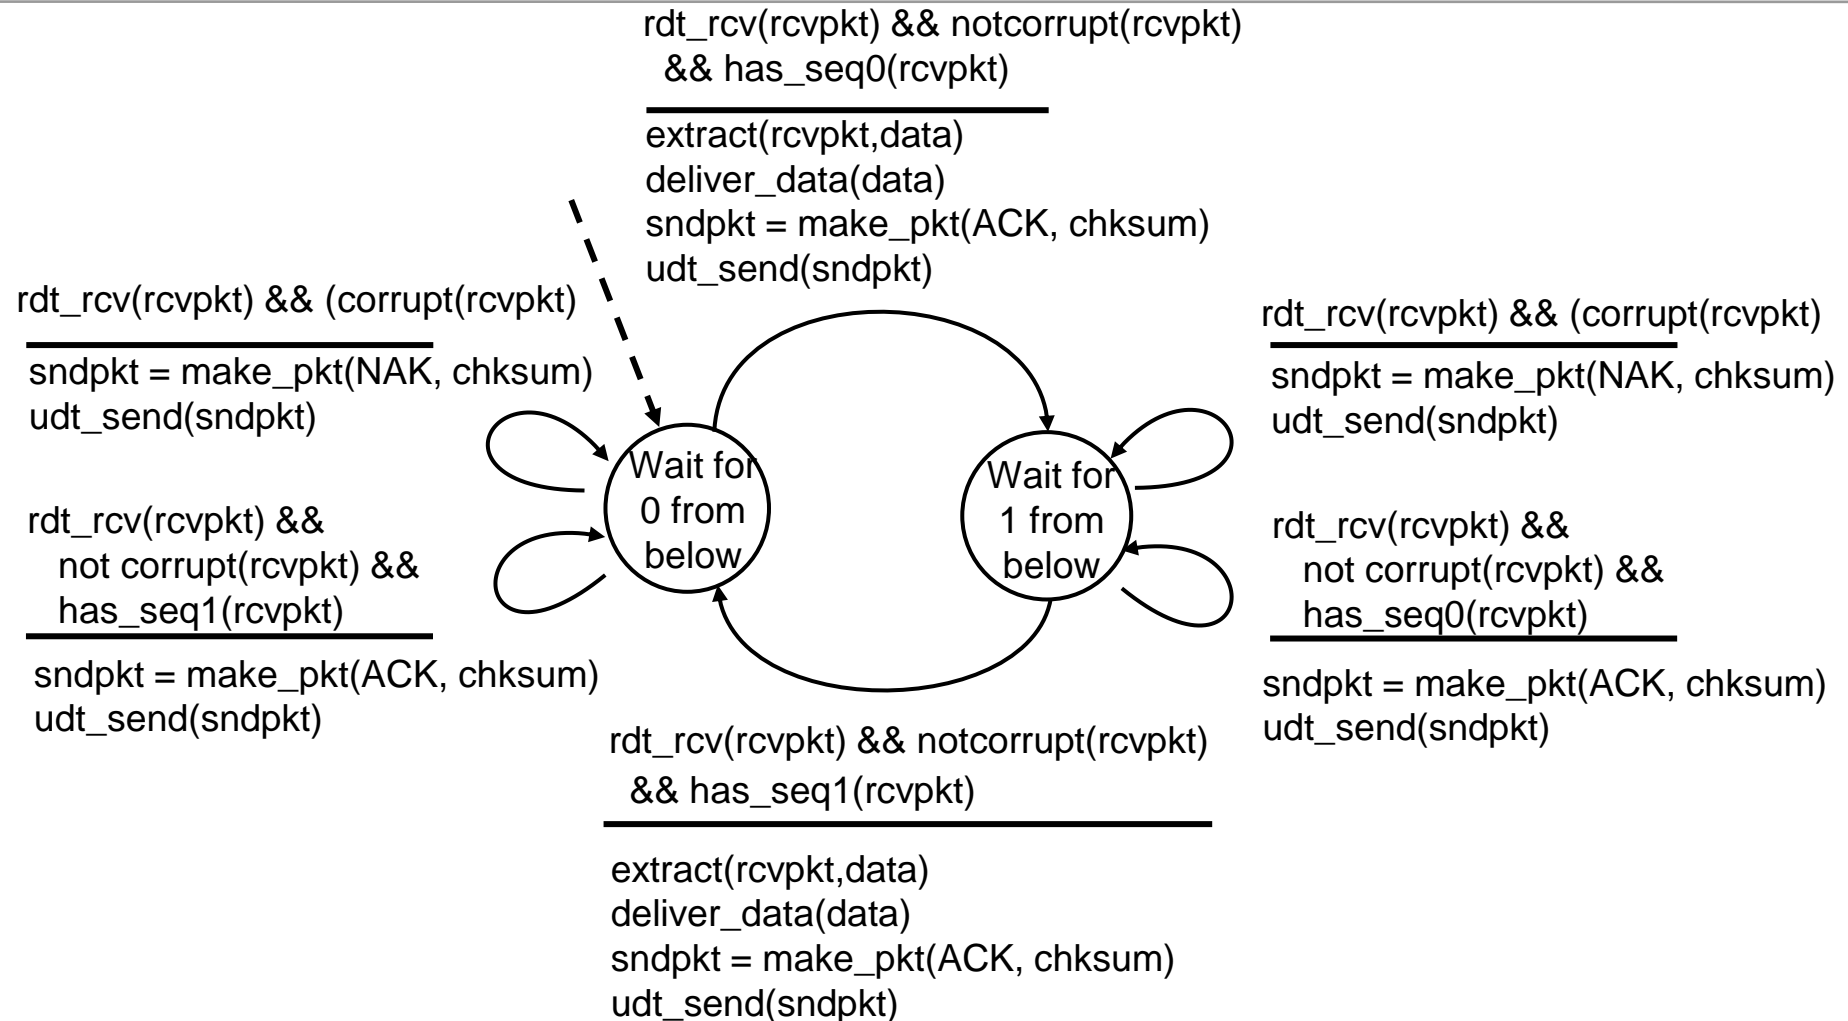 rdt_rcv(rcvpkt) && notcorrupt(rcvpkt)
&& has_seq0(rcvpkt)
extract(rcvpkt,data)
deliver_data(data)
sndpkt = make_pkt(ACK, chksum)
udt_send(sndpkt)
rdt_rcv(rcvpkt) && (corrupt(rcvpkt)
sndpkt = make_pkt(NAK, chksum)
udt_send(sndpkt)
rdt_rcv(rcvpkt) &&
not corrupt(rcvpkt) &&
has_seq1(rcvpkt)
sndpkt = make_pkt(ACK, chksum)
udt_send(sndpkt)
Wait for
0 from
below
Wait for
1 from
below
rdt_rcv(rcvpkt) && (corrupt(rcvpkt)
sndpkt = make_pkt(NAK, chksum)
udt_send(sndpkt)
rdt_rcv(rcvpkt) &&
not corrupt(rcvpkt) &&
has_seq0(rcvpkt)
sndpkt = make_pkt(ACK, chksum)
udt_send(sndpkt)
rdt_rcv(rcvpkt) && notcorrupt(rcvpkt)
&& has_seq1(rcvpkt)
extract(rcvpkt,data)
deliver_data(data)
sndpkt = make_pkt(ACK, chksum)
udt_send(sndpkt)